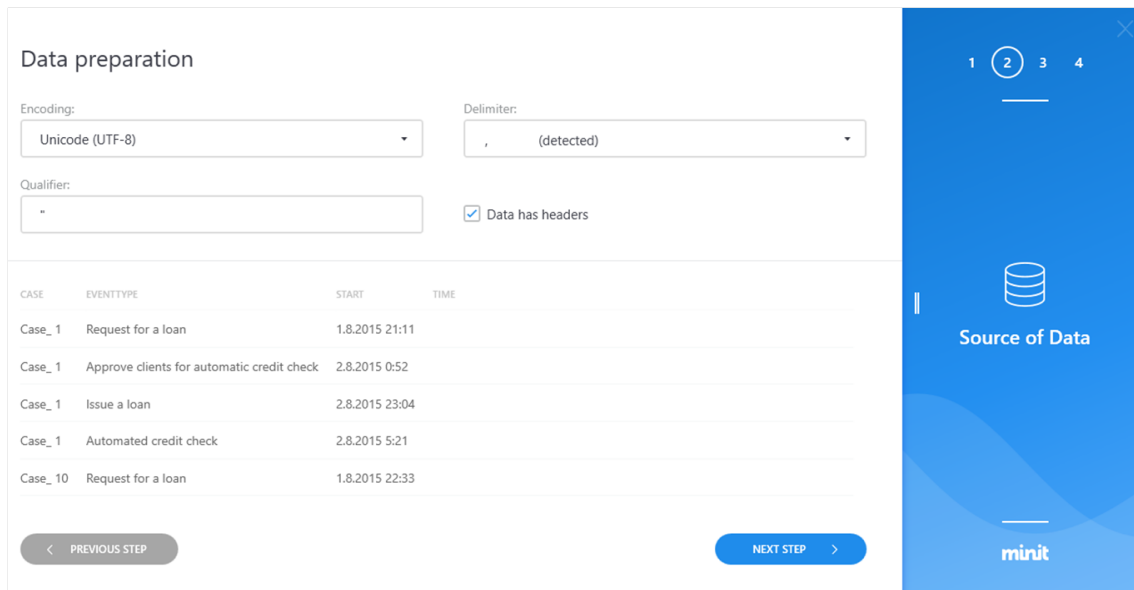 Data preparation
1 2 3 4
Encoding:
Delimiter:
Unicode (UTF-8)
, (detected)
Qualifier:
"
Data has headers
CASE EVENTTYPE START TIME
Case_ 1 Request for a loan 1.8.2015 21:11
Case_ 1 Approve clients for automatic credit check 2.8.2015 0:52
Case_ 1 Issue a loan 2.8.2015 23:04
Case_ 1 Automated credit check 2.8.2015 5:21
Case_ 10 Request for a loan 1.8.2015 22:33
PREVIOUS STEP
NEXT STEP
Source of Data
minit